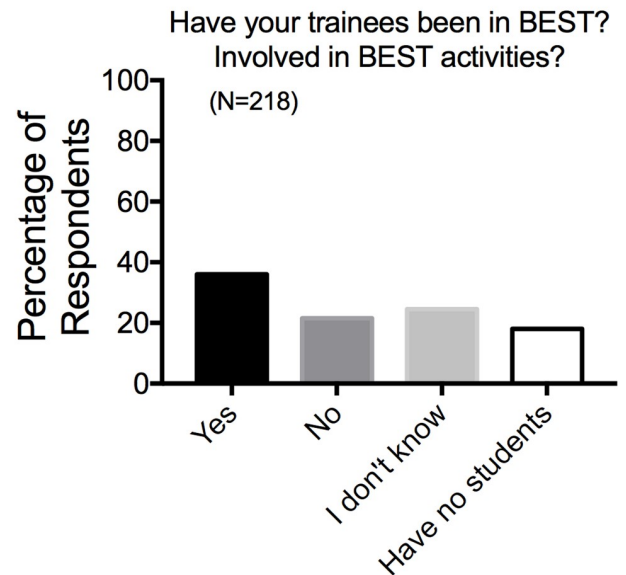 Have your trainees been in BEST?
Involved in BEST activities?
(N=218)
Percentage of
Respondents
100
80
60
40
20
0
Yes
No
I don't know
Have no students